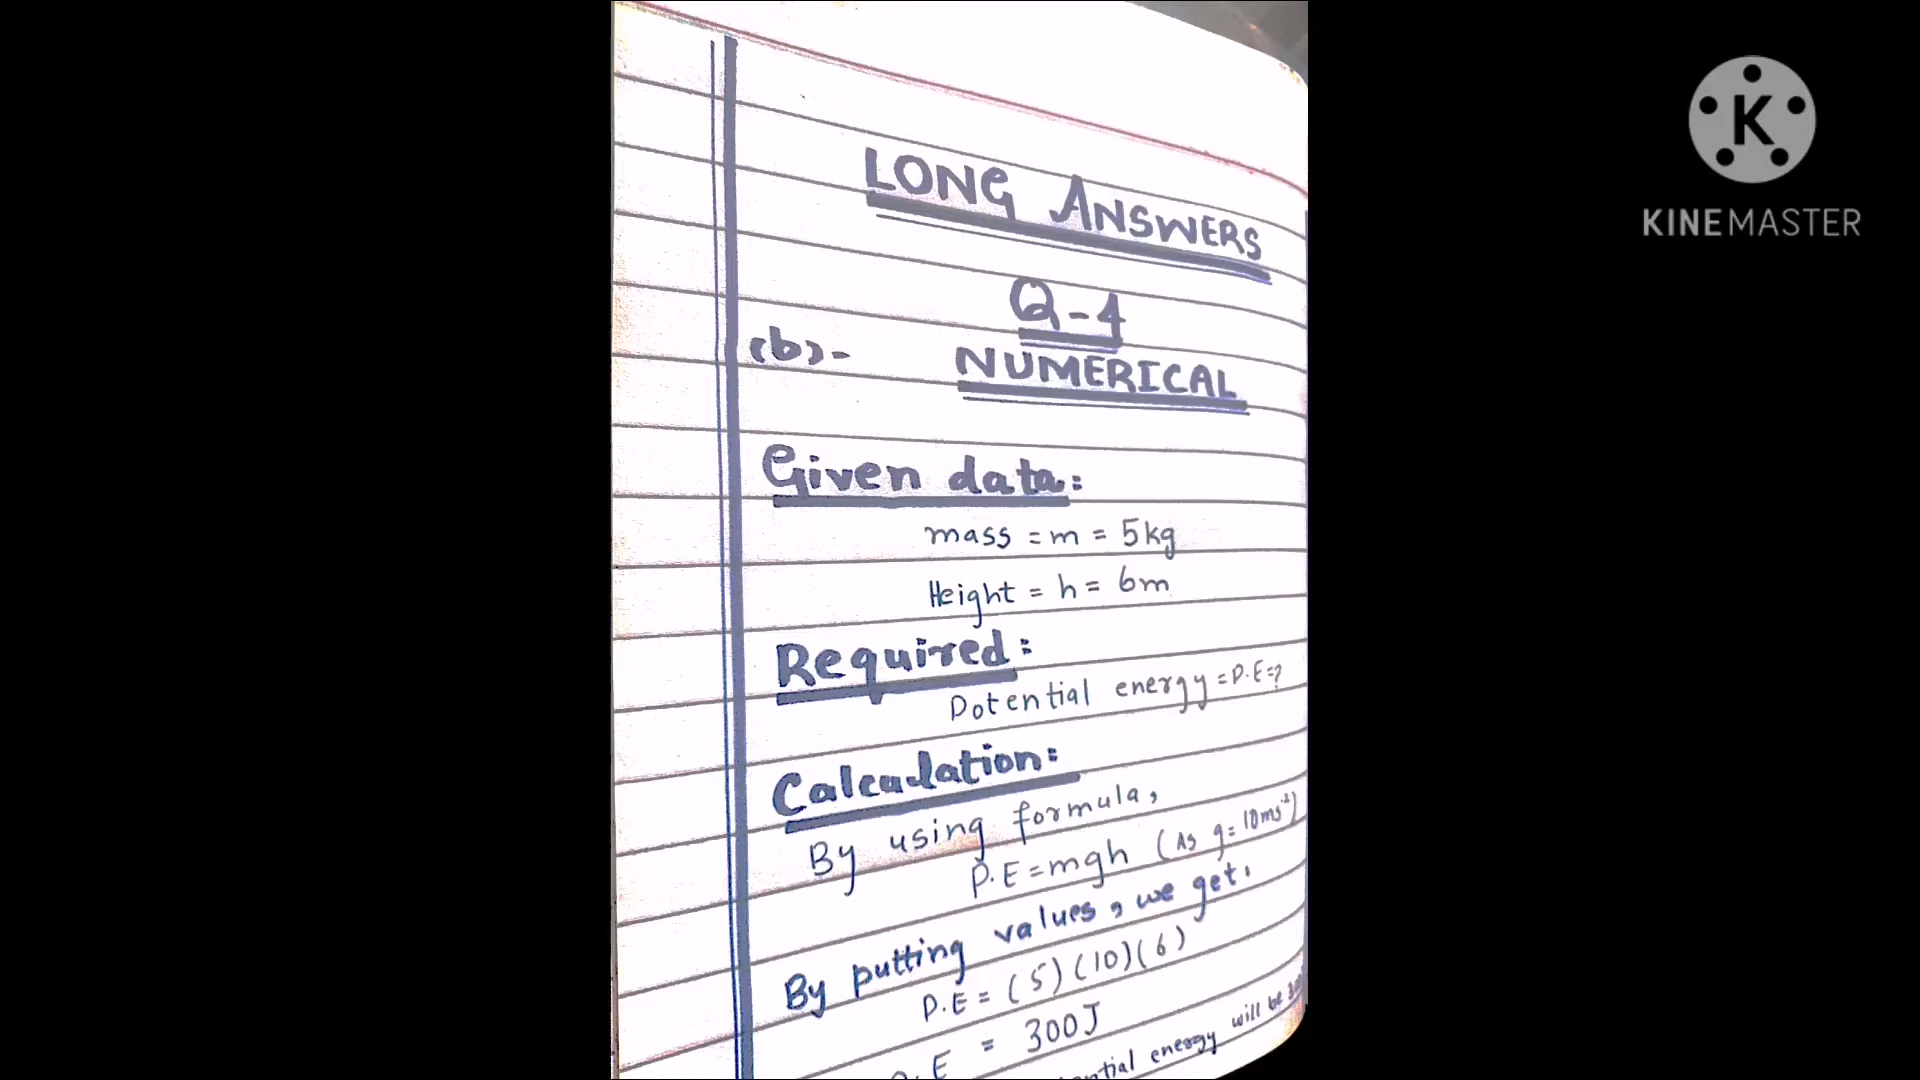 LONG ANSWERS
Q-4
(b)- NUMERICAL
Given data:
mass = m = 5kg
Height = h = 6m
Required:
Potential energy = P.E=?
Calculation:
By using formula,
P.E = mgh (As g= 10ms⁻²)
By putting values, we get.
P.E = (5)(10)(6)
P.E = 300J
energy will be
K
KINEMASTER